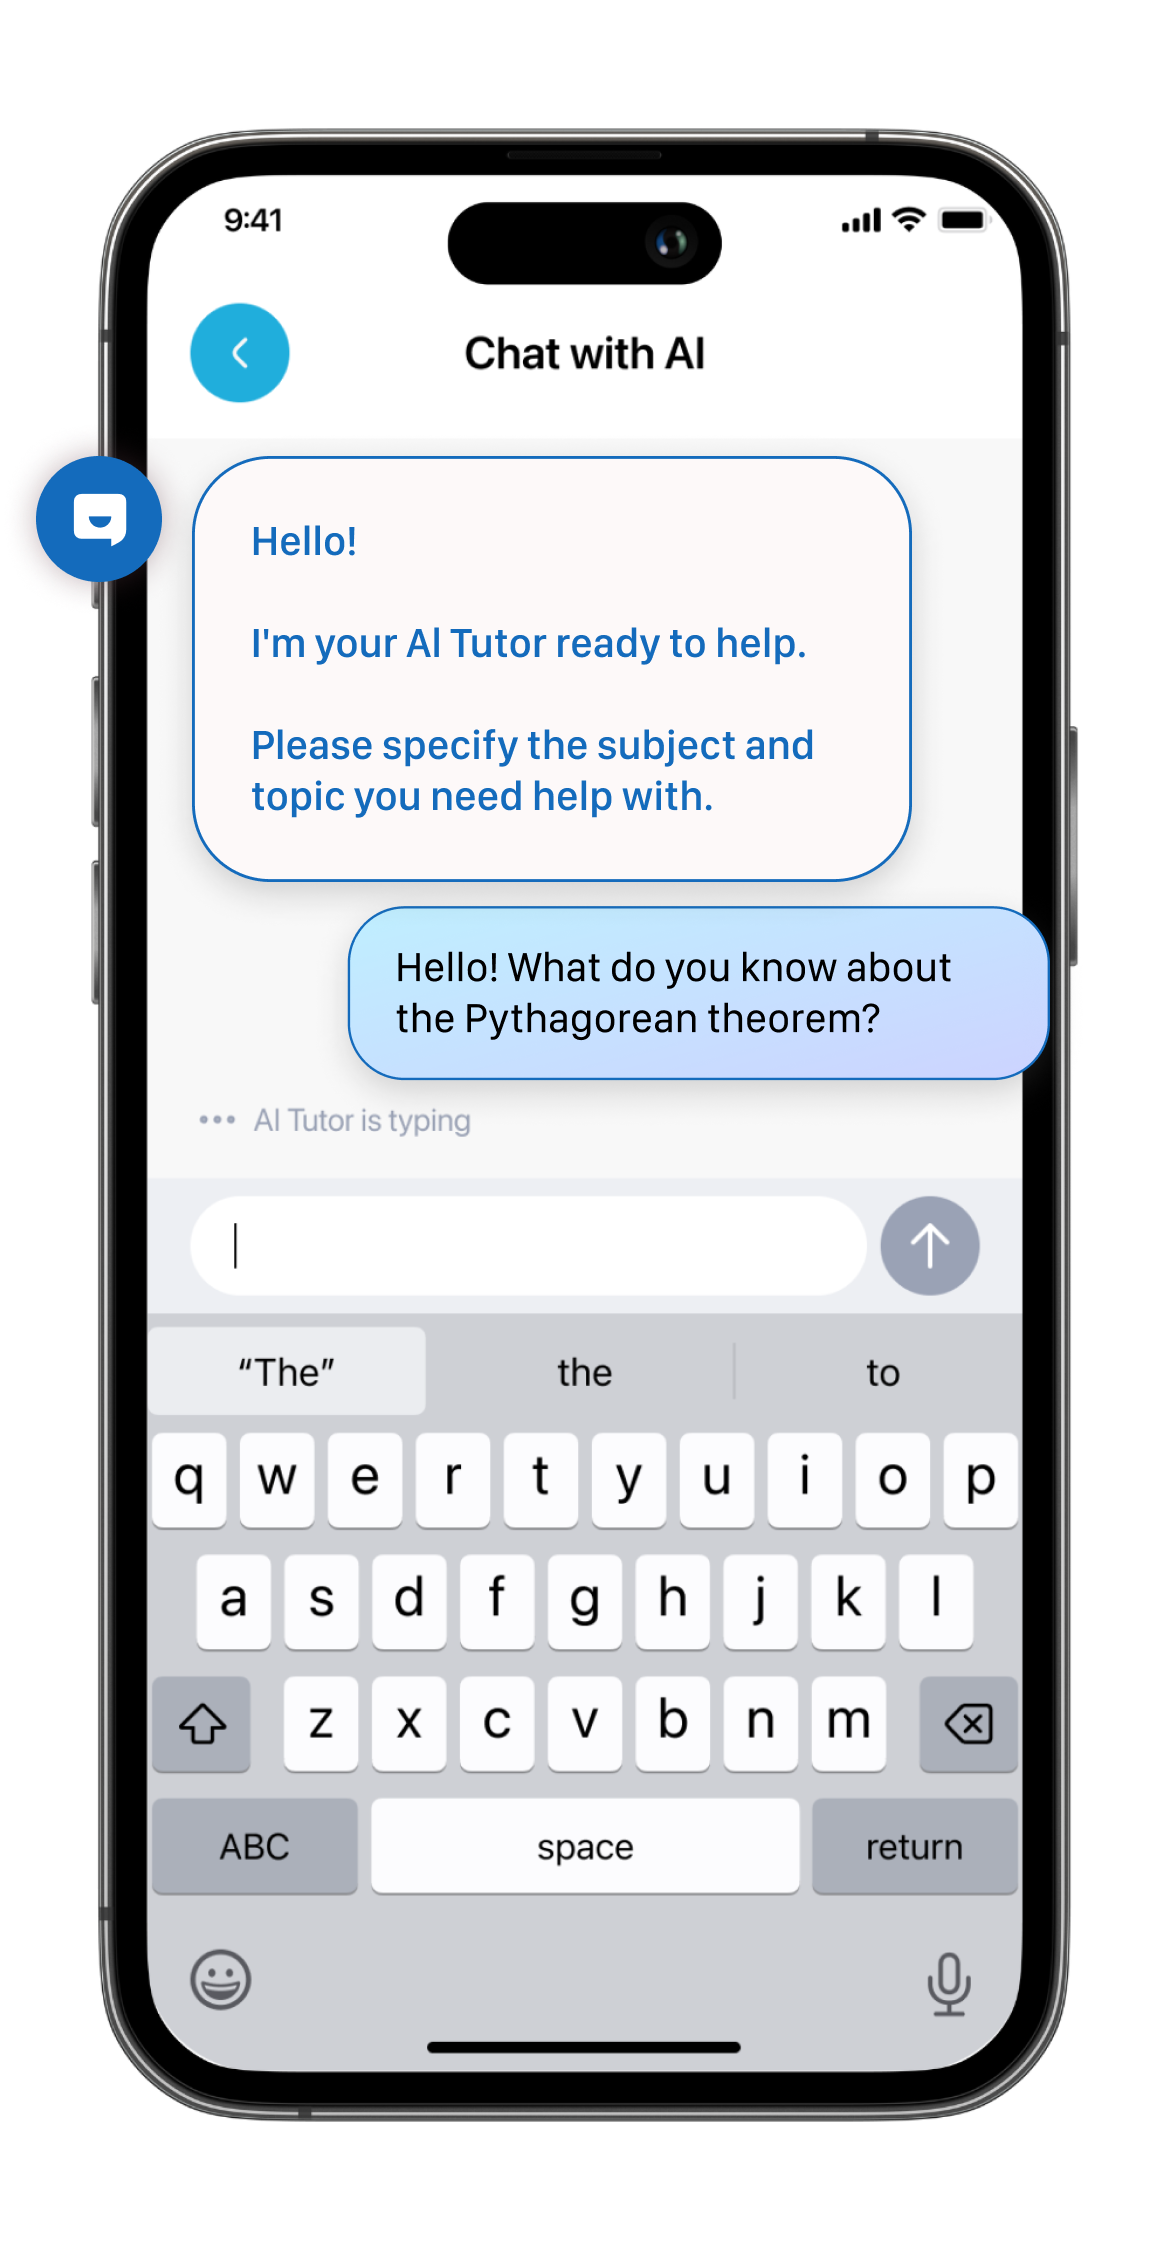 9:41
Chat with AI
Hello!
I'm your AI Tutor ready to help.
Please specify the subject and
topic you need help with.
Hello! What do you know about
the Pythagorean theorem?
••• AI Tutor is typing
“The” the to
q w e r t y u i o p
a s d f g h j k l
z x c v b n m
ABC space return